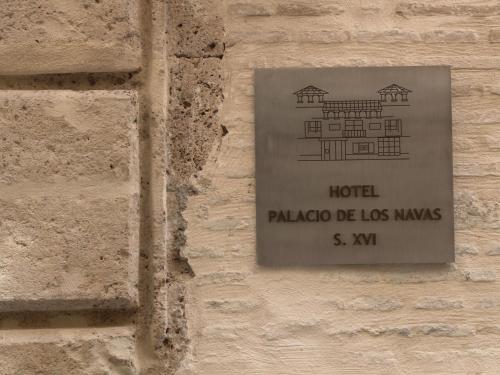 HOTEL
PALACIO DE LOS NAVAS
S. XVI